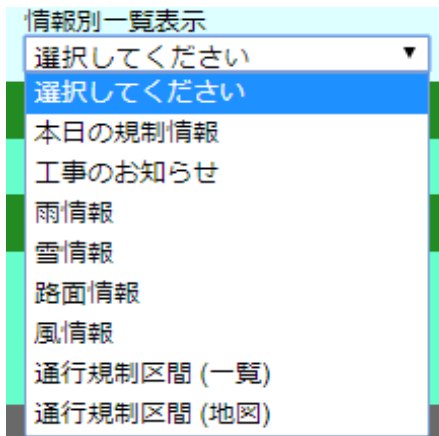 情報別一覧表示
選択してください
選択してください
本日の規制情報
工事のお知らせ
雨情報
雪情報
路面情報
風情報
通行規制区間 (一覧)
通行規制区間 (地図)